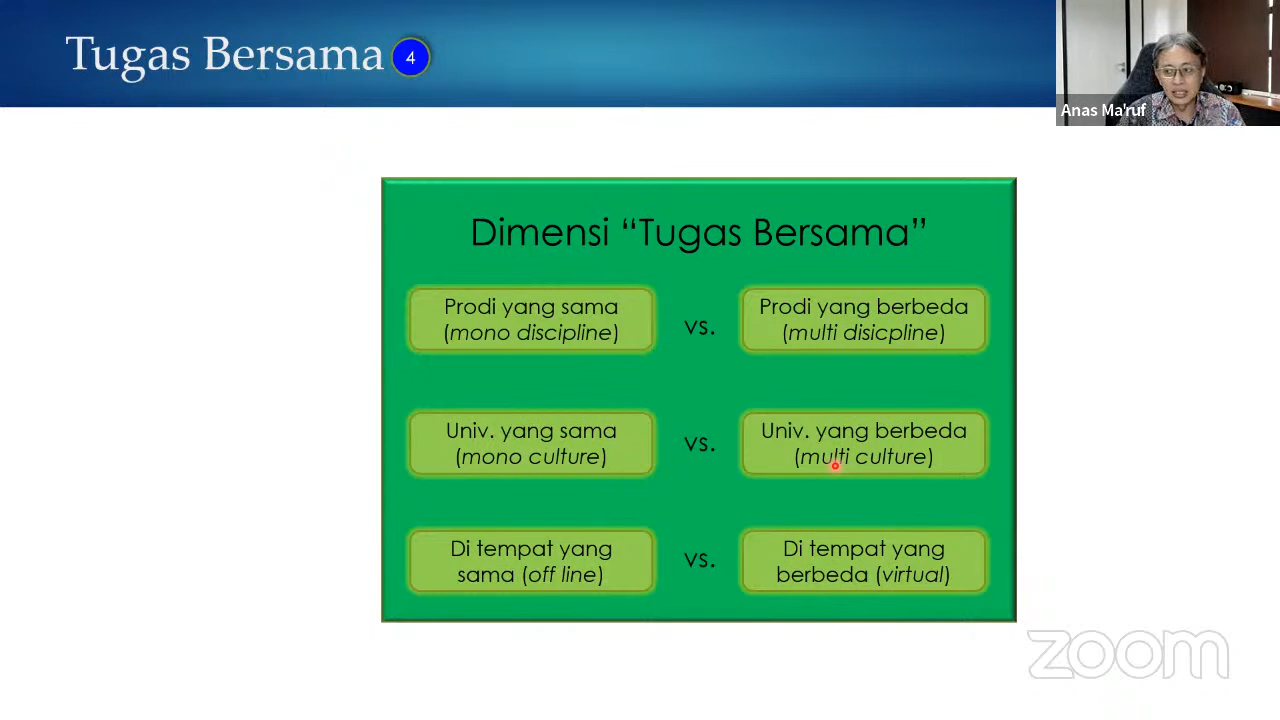 Tugas Bersama 4
Anas Ma'ruf
Dimensi “Tugas Bersama”
Prodi yang sama
(mono discipline)
vs.
Prodi yang berbeda
(multi disicpline)
Univ. yang sama
(mono culture)
vs.
Univ. yang berbeda
(multi culture)
Di tempat yang
sama (off line)
vs.
Di tempat yang
berbeda (virtual)
zoom